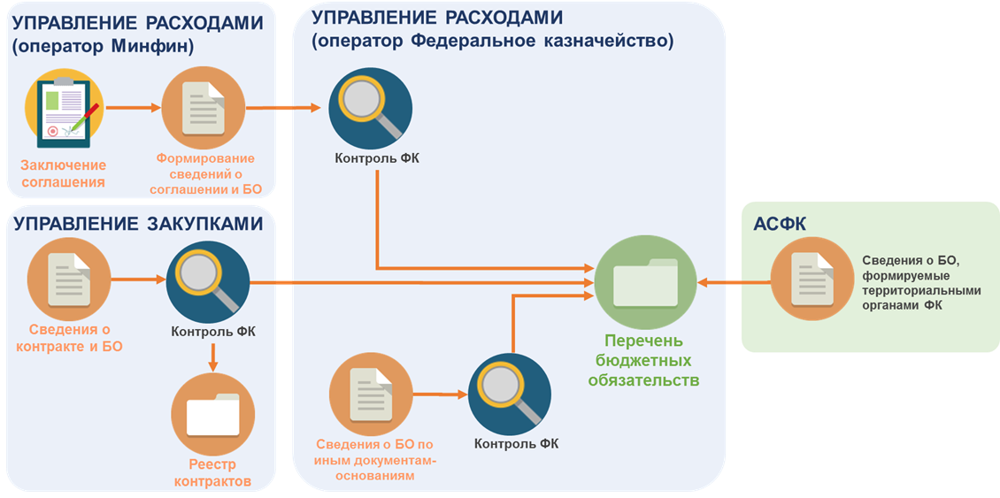 УПРАВЛЕНИЕ РАСХОДАМИ
(оператор Минфин)
Заключение
соглашения
Формирование
сведений о
соглашении и БО
УПРАВЛЕНИЕ РАСХОДАМИ
(оператор Федеральное казначейство)
Контроль ФК
УПРАВЛЕНИЕ ЗАКУПКАМИ
Сведения о
контракте и БО
Контроль ФК
Реестр
контрактов
Сведения о БО по
иным документам-
основаниям
Контроль ФК
Перечень
бюджетных
обязательств
АСФК
Сведения о БО,
формируемые
территориальными
органами ФК